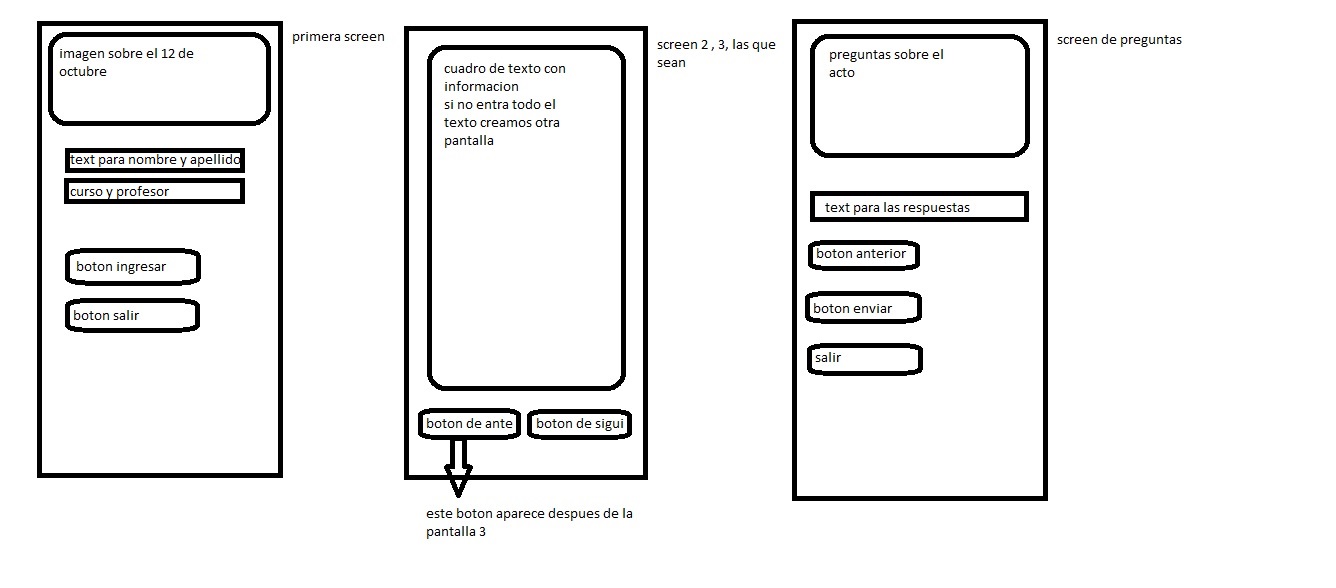 imagen sobre el 12 de
octubre
text para nombre y apellido
curso y profesor
boton ingresar
boton salir
primera screen
cuadro de texto con
informacion
si no entra todo el
texto creamos otra
pantalla
boton de ante
boton de sigui
este boton aparece despues de la
pantalla 3
screen 2 , 3, las que
sean
preguntas sobre el
acto
text para las respuestas
boton anterior
boton enviar
salir
screen de preguntas